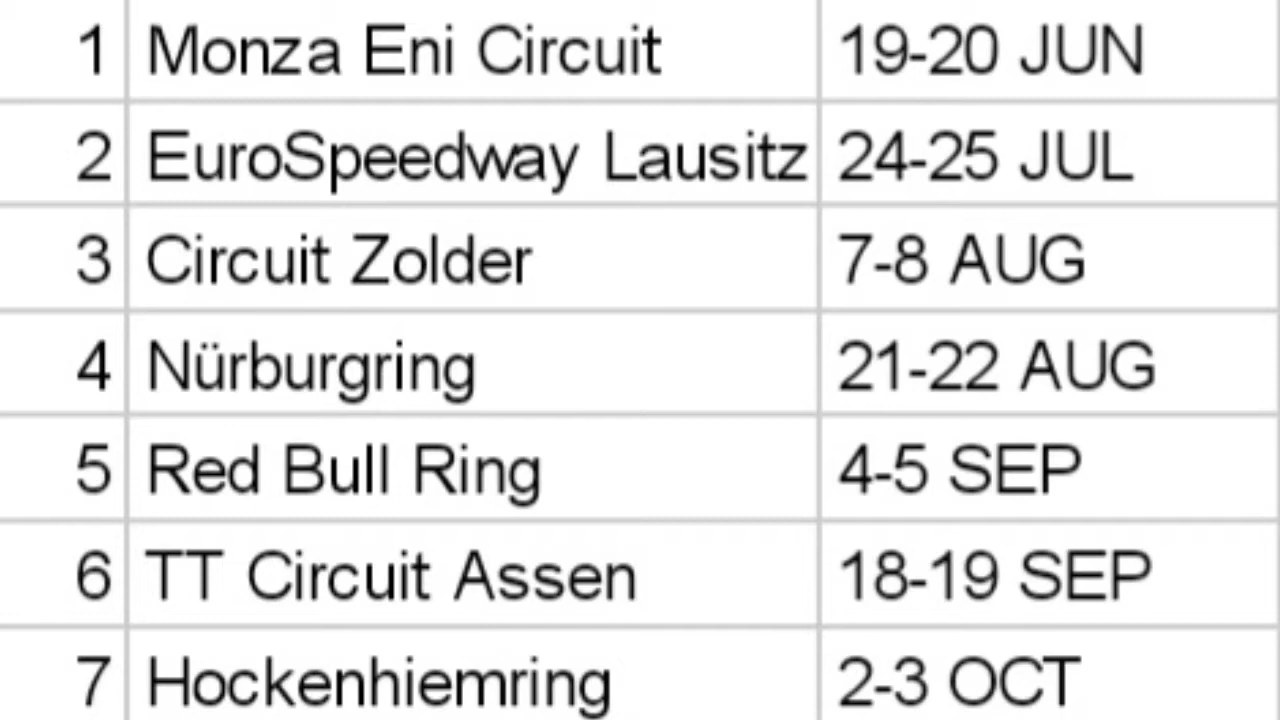 1 Monza Eni Circuit 19-20 JUN
2 EuroSpeedway Lausitz 24-25 JUL
3 Circuit Zolder 7-8 AUG
4 Nürburgring 21-22 AUG
5 Red Bull Ring 4-5 SEP
6 TT Circuit Assen 18-19 SEP
7 Hockenhiemring 2-3 OCT